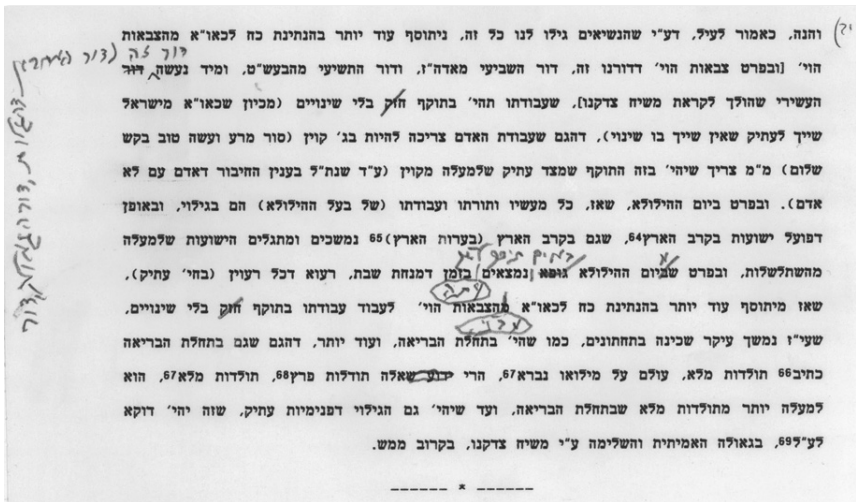 יב)
והנה, כאמור לעיל, דע"י שהנשיאים גילו לנו כל זה, ניתוסף עוד יותר בהנתינת כח לכאו"א מהצבאות
דור זה (דור
הוי' [ובפרט צבאות הוי' דדורנו זה, דור השביעי מאדה"ז, ודור התשיעי מהבעש"ט, ומיד נעשה דור
העשירי שהולך לקראת משיח צדקנו], שעבודתו תהי' בתוקף חזק בלי שינויים (מכיון שכאו"א מישראל
שייך לעתיק שאין שייך בו שינוי), דהגם שעבודת האדם צריכה להיות בג' קוין (סור מרע ועשה טוב בקש
שלום) מ"מ צריך שיהי' בזה התוקף שמצד עתיק שלמעלה מקוין (ע"ד שנת"ל בענין החיבור דאדם עם לא
אדם). ובפרט ביום ההילולא, שאז, כל מעשיו ותורתו ועבודתו (של בעל ההילולא) הם בגילוי, ובאופן
דפועל ישועות בקרב הארץ64, שגם בקרב הארץ (בערות הארץ)65 נמשכים ומתגלים הישועות שלמעלה
מהשתלשלות, ובפרט שביום ההילולא גופא נמצאים בזמן דמנחת שבת, רעוא דכל רעוין (בחי' עתיק),
עתה
שאז מיתוסף עוד יותר בהנתינת כח לכאו"א מהצבאות הוי' לעבוד עבודתו בתוקף חזק בלי שינויים,
שעי"ז נמשך עיקר שכינה בתחתונים, כמו שהי' בתחלת הבריאה, ועוד יותר, דהגם שגם בתחלת הבריאה
כתיב66 תולדות מלא, עולם על מילואו נברא67, הרי ידוע שאלה תודלות פרץ68, תולדות מלא67, הוא
למעלה יותר מתולדות מלא שבתחלת הבריאה, ועד שיהי' גם הגילוי דפנימיות עתיק, שזה יהי' דוקא
לע"ל69, בגאולה האמיתית והשלימה ע"י משיח צדקנו, בקרוב ממש.
------ * ------